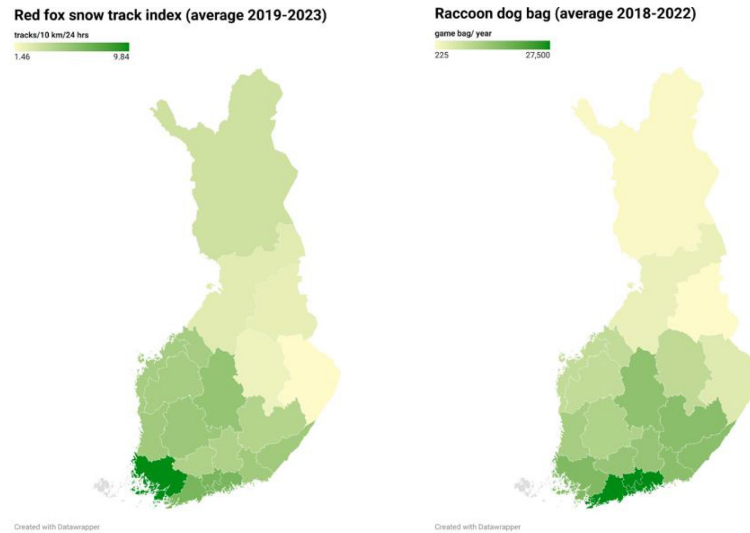 Red fox snow track index (average 2019-2023)
tracks/10 km/24 hrs
1.46 9.84
Created with Datawrapper
Raccoon dog bag (average 2018-2022)
game bag/ year
225 27,500
Created with Datawrapper